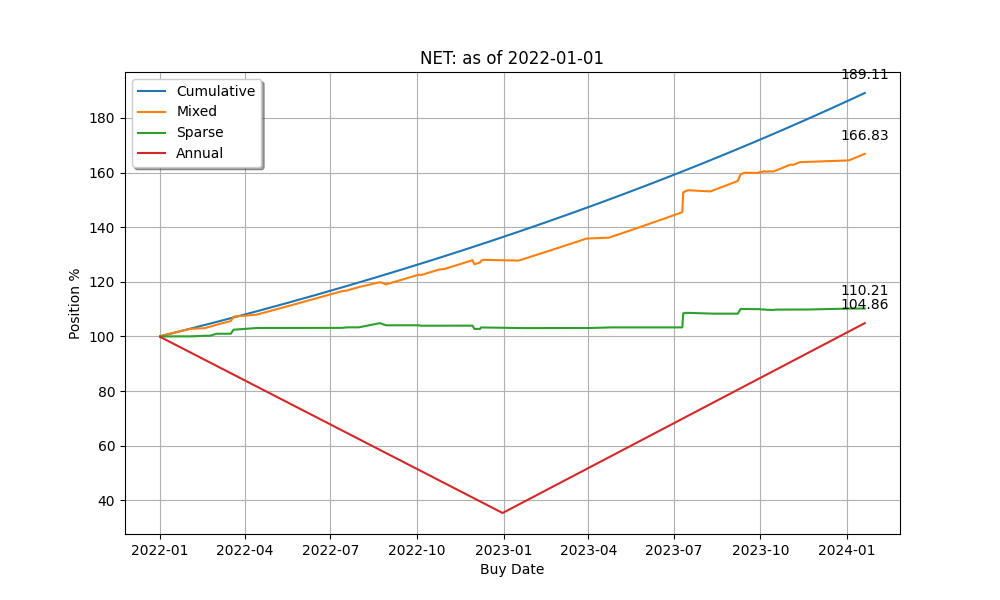 NET: as of 2022-01-01
189.11
Cumulative
Mixed
Sparse
Annual
166.83
110.21
104.86
180
160
140
120
100
80
60
40
Position %
2022-01 2022-04 2022-07 2022-10 2023-01 2023-04 2023-07 2023-10 2024-01
Buy Date